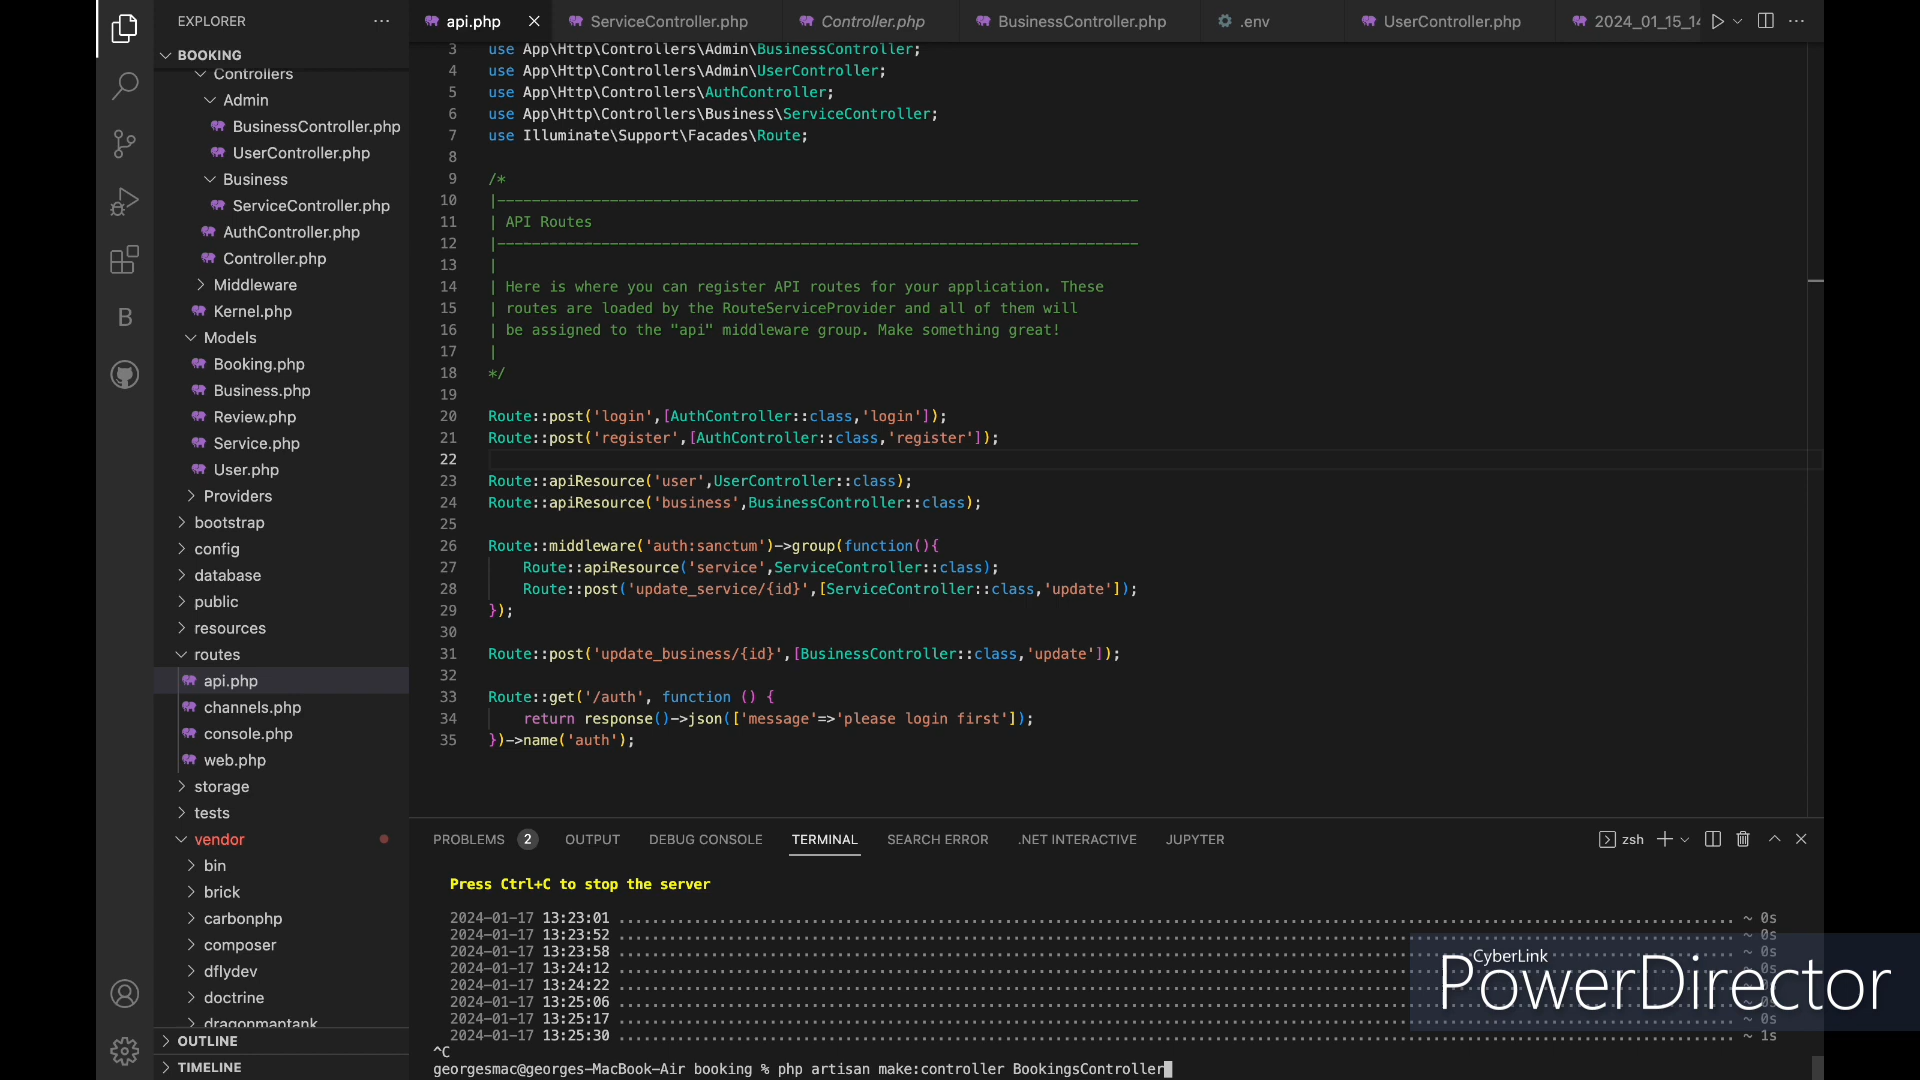 EXPLORER
BOOKING
Controllers
Admin
BusinessController.php
UserController.php
Business
ServiceController.php
AuthController.php
Controller.php
Middleware
Kernel.php
Models
Booking.php
Business.php
Review.php
Service.php
User.php
Providers
bootstrap
config
database
public
resources
routes
api.php
channels.php
console.php
web.php
storage
tests
vendor
bin
brick
carbonphp
composer
dflydev
doctrine
dragonmantank
OUTLINE
TIMELINE
api.php ServiceController.php Controller.php BusinessController.php .env UserController.php 2024_01_15_14
3 use App\Http\Controllers\Admin\BusinessController;
4 use App\Http\Controllers\Admin\UserController;
5 use App\Http\Controllers\AuthController;
6 use App\Http\Controllers\Business\ServiceController;
7 use Illuminate\Support\Facades\Route;
8
9 /*
10 |--------------------------------------------------------------------------
11 | API Routes
12 |--------------------------------------------------------------------------
13 |
14 | Here is where you can register API routes for your application. These
15 | routes are loaded by the RouteServiceProvider and all of them will
16 | be assigned to the "api" middleware group. Make something great!
17 |
18 */
19
20 Route::post('login',[AuthController::class,'login']);
21 Route::post('register',[AuthController::class,'register']);
22
23 Route::apiResource('user',UserController::class);
24 Route::apiResource('business',BusinessController::class);
25
26 Route::middleware('auth:sanctum')->group(function(){
27 Route::apiResource('service',ServiceController::class);
28 Route::post('update_service/{id}',[ServiceController::class,'update']);
29 });
30
31 Route::post('update_business/{id}',[BusinessController::class,'update']);
32
33 Route::get('/auth', function () {
34 return response()->json(['message'=>'please login first']);
35 })->name('auth');
PROBLEMS 2 OUTPUT DEBUG CONSOLE TERMINAL SEARCH ERROR .NET INTERACTIVE JUPYTER zsh
Press Ctrl+C to stop the server
2024-01-17 13:23:01 ........ ~ 0s
2024-01-17 13:23:52 ........ ~ 0s
2024-01-17 13:23:58 ........ ~ 0s
2024-01-17 13:24:12 ........ ~ 0s
2024-01-17 13:24:22 ........ ~ 0s
2024-01-17 13:25:06 ........ ~ 0s
2024-01-17 13:25:17 ........ ~ 0s
2024-01-17 13:25:30 ........ ~ 1s
^C
georgesmac@georges-MacBook-Air booking % php artisan make:controller BookingsController
CyberLink
PowerDirector